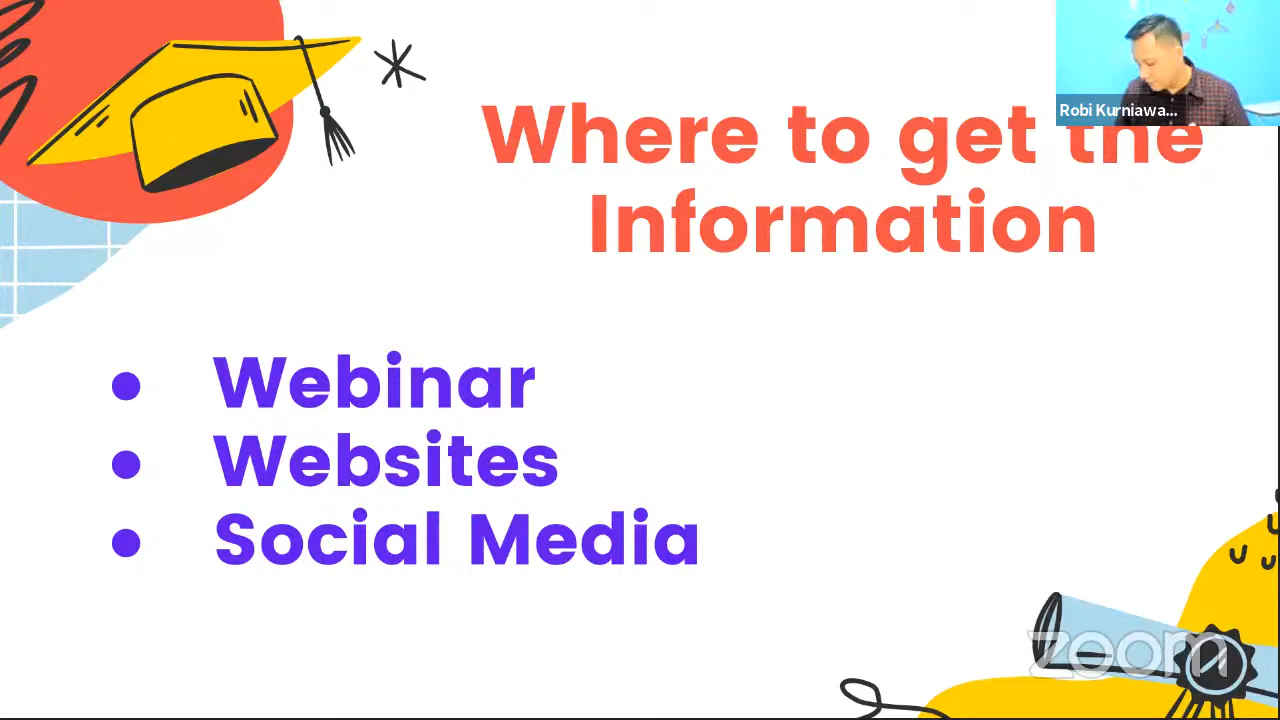 Robi Kurniawa...
Where to get the
Information
● Webinar
● Websites
● Social Media
zoom